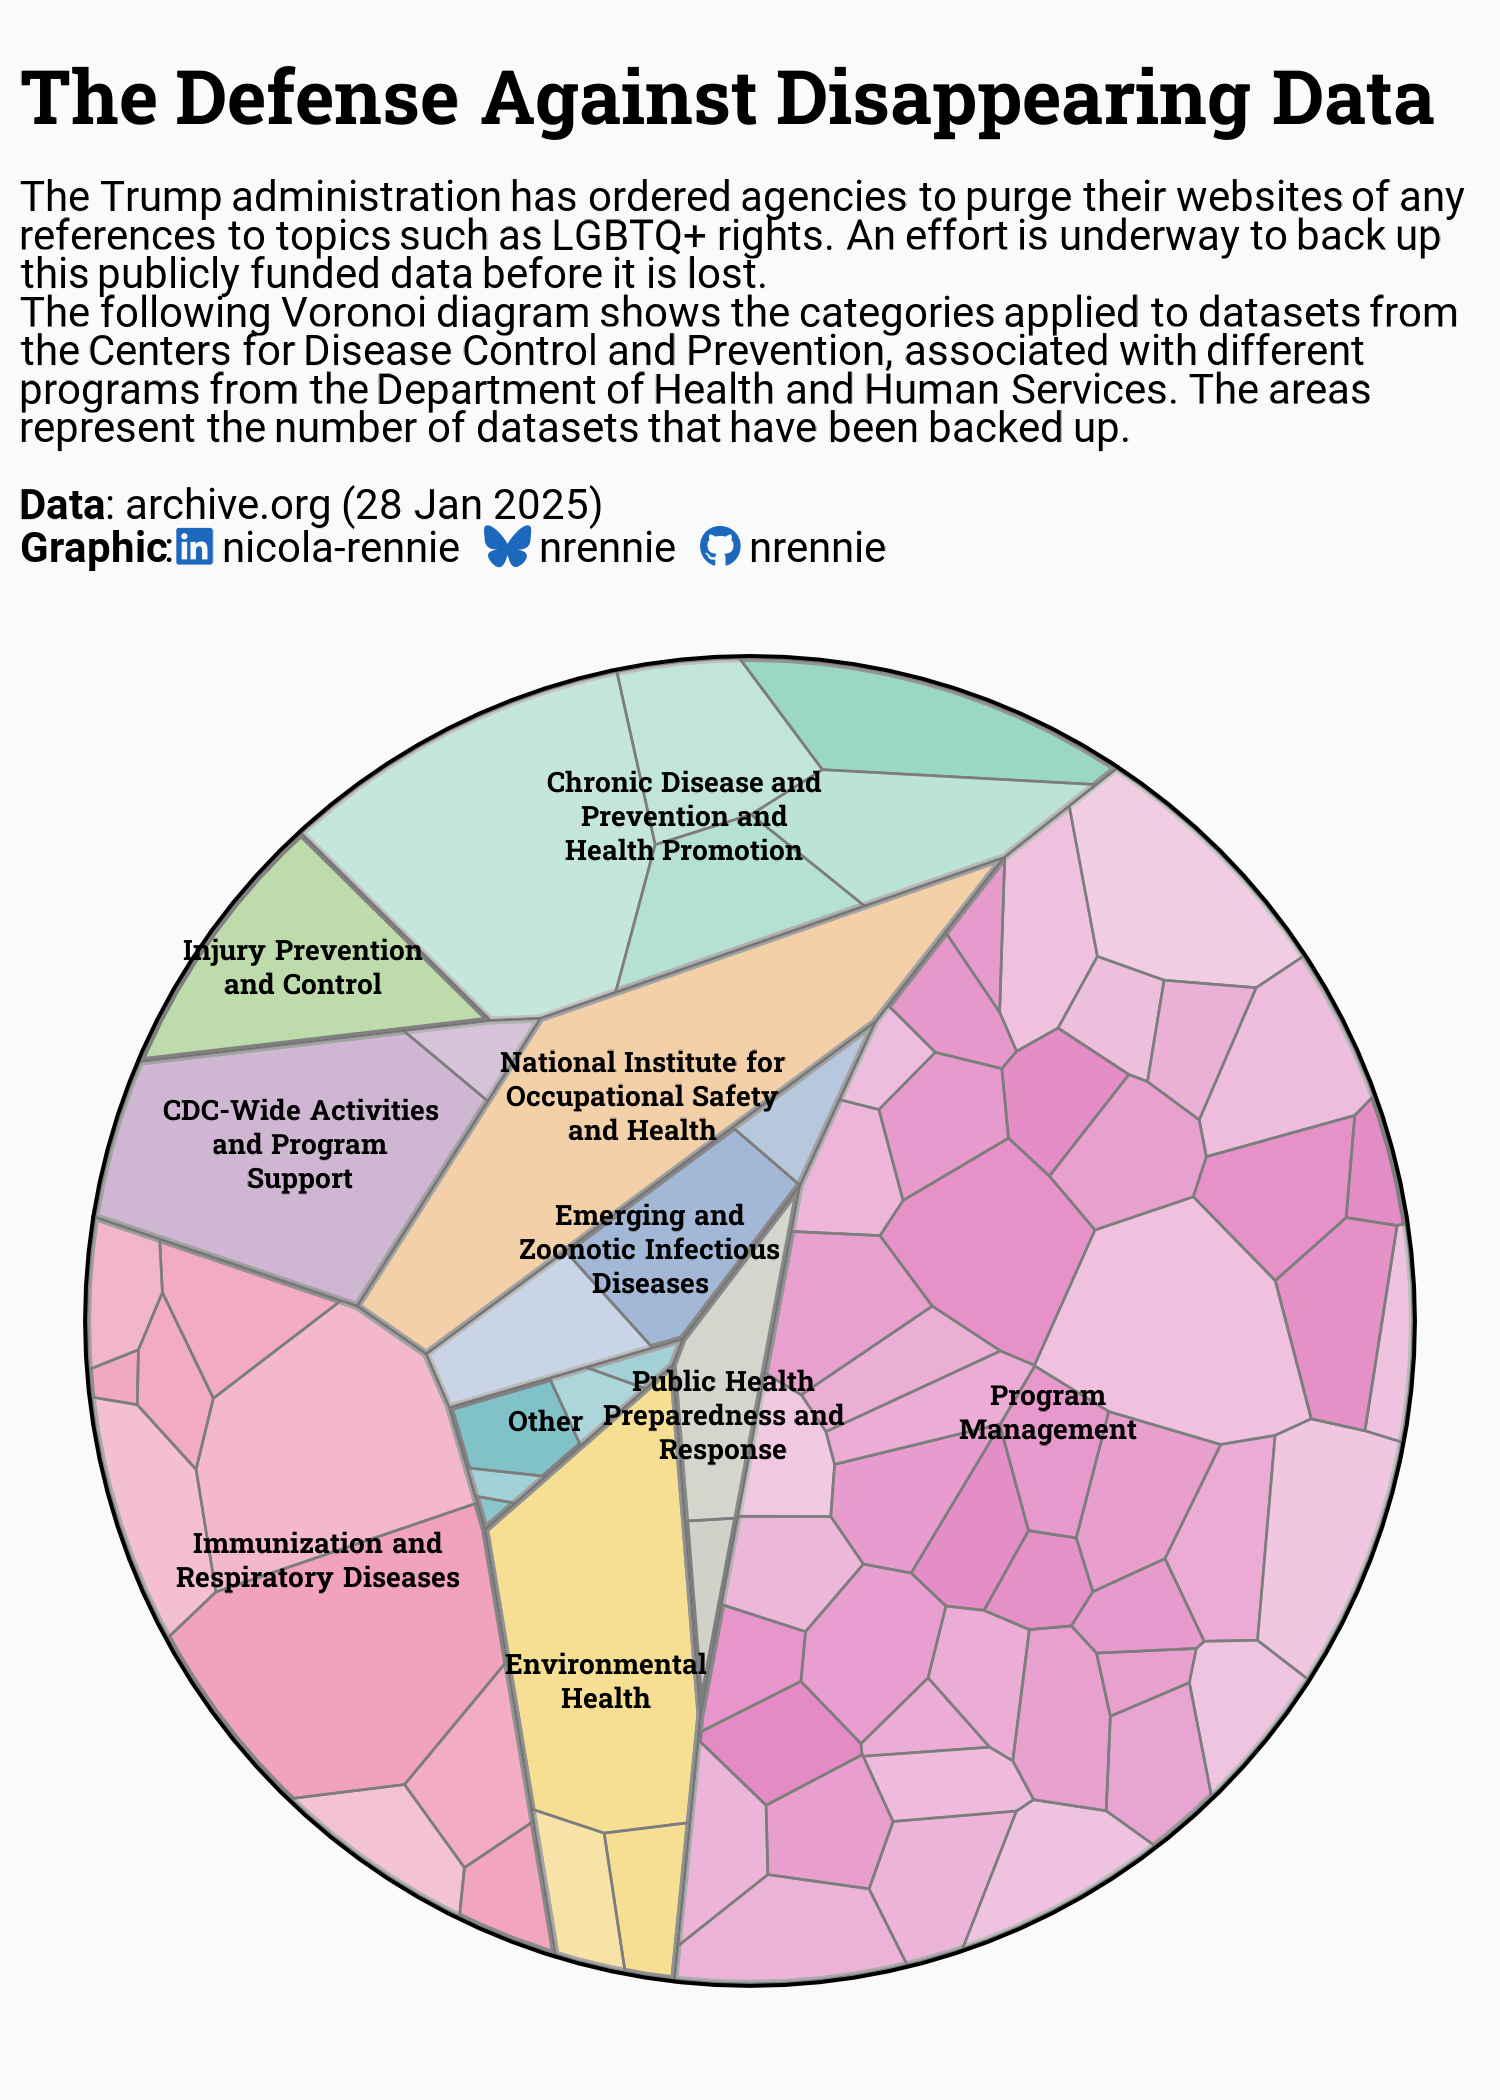 The Defense Against Disappearing Data
The Trump administration has ordered agencies to purge their websites of any
references to topics such as LGBTQ+ rights. An effort is underway to back up
this publicly funded data before it is lost.
The following Voronoi diagram shows the categories applied to datasets from
the Centers for Disease Control and Prevention, associated with different
programs from the Department of Health and Human Services. The areas
represent the number of datasets that have been backed up.
Data: archive.org (28 Jan 2025)
Graphic: in nicola-rennie nrennie nrennie
Chronic Disease and
Prevention and
Health Promotion
Injury Prevention
and Control
National Institute for
Occupational Safety
and Health
CDC-Wide Activities
and Program
Support
Emerging and
Zoonotic Infectious
Diseases
Public Health
Preparedness and
Response
Other
Program
Management
Immunization and
Respiratory Diseases
Environmental
Health